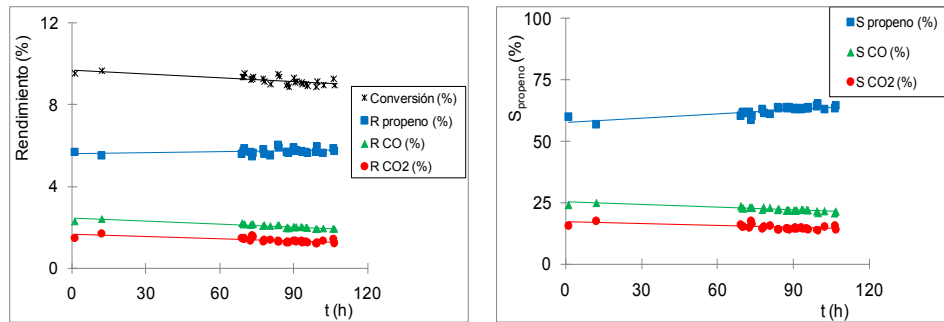 12
8
4
0
Rendimiento (%)
Conversión (%)
R propeno (%)
R CO (%)
R CO2 (%)
0 30 60 90 120
t (h)
100
75
50
25
0
S propeno (%)
S propeno (%)
S CO (%)
S CO2 (%)
0 30 60 90 120
t (h)